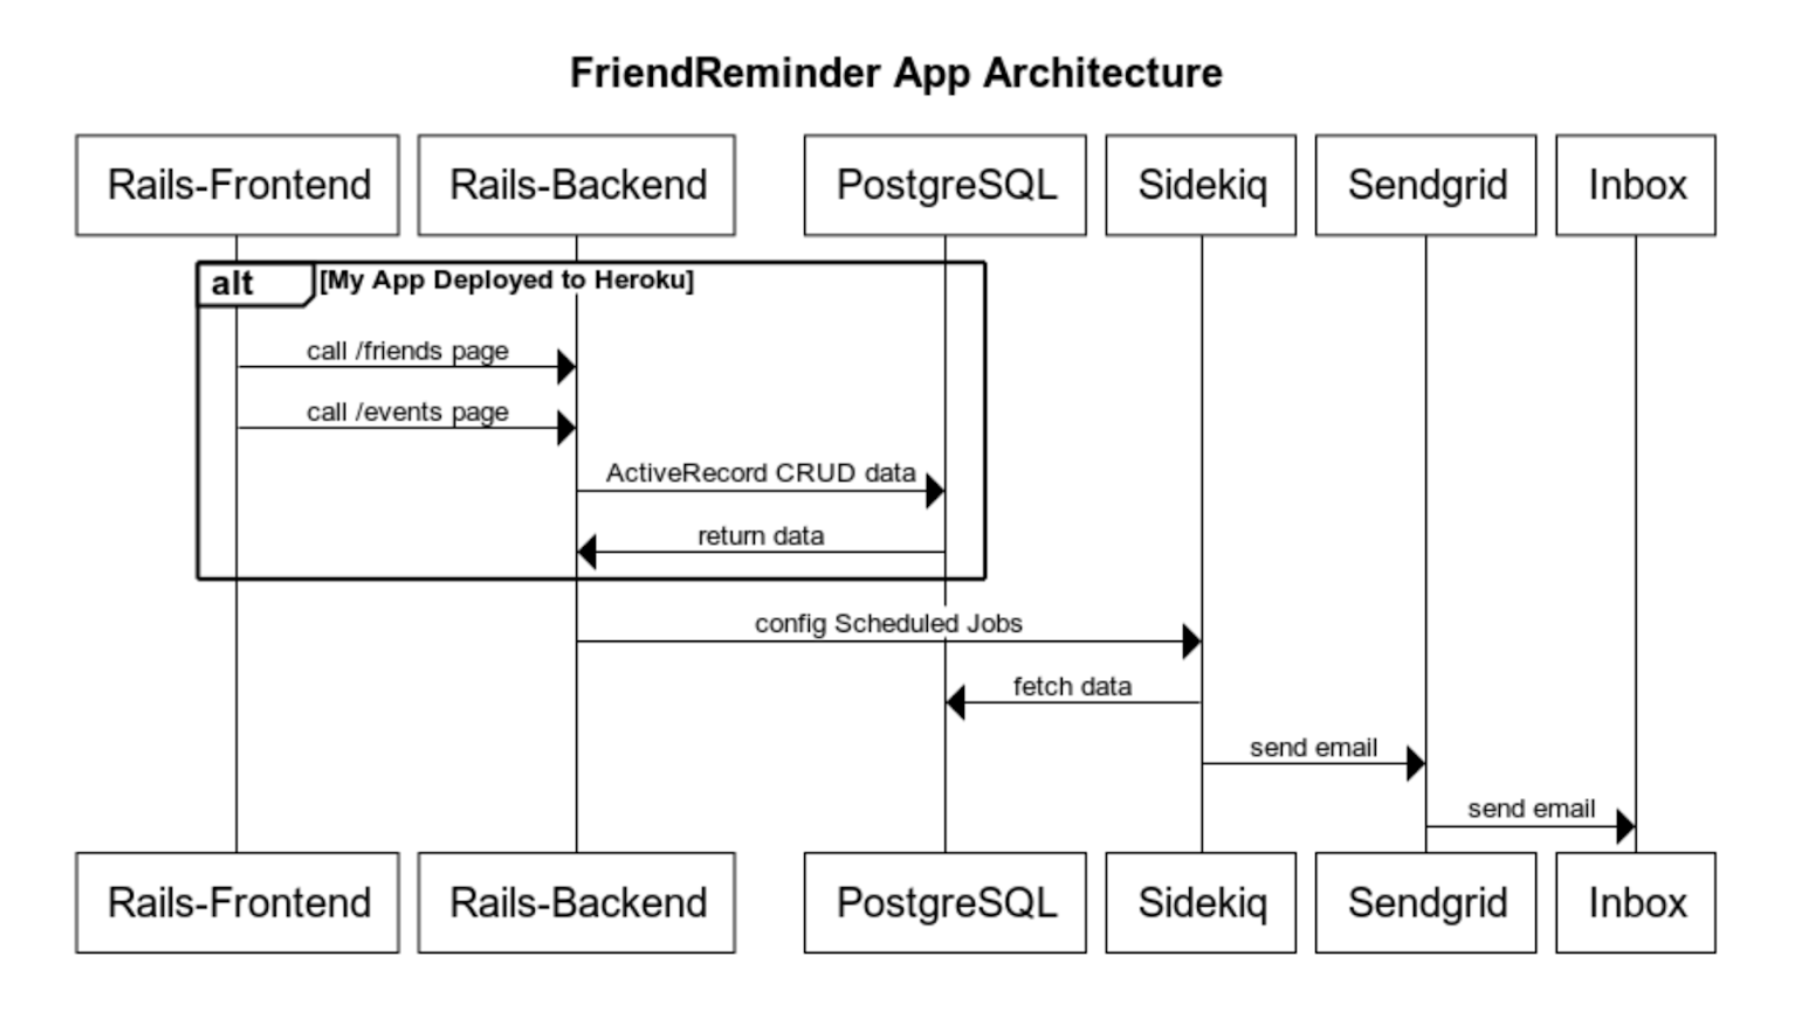 FriendReminder App Architecture
Rails-Frontend Rails-Backend PostgreSQL Sidekiq Sendgrid Inbox
alt [My App Deployed to Heroku]
call /friends page
call /events page
ActiveRecord CRUD data
return data
config Scheduled Jobs
fetch data
send email
send email
Rails-Frontend Rails-Backend PostgreSQL Sidekiq Sendgrid Inbox